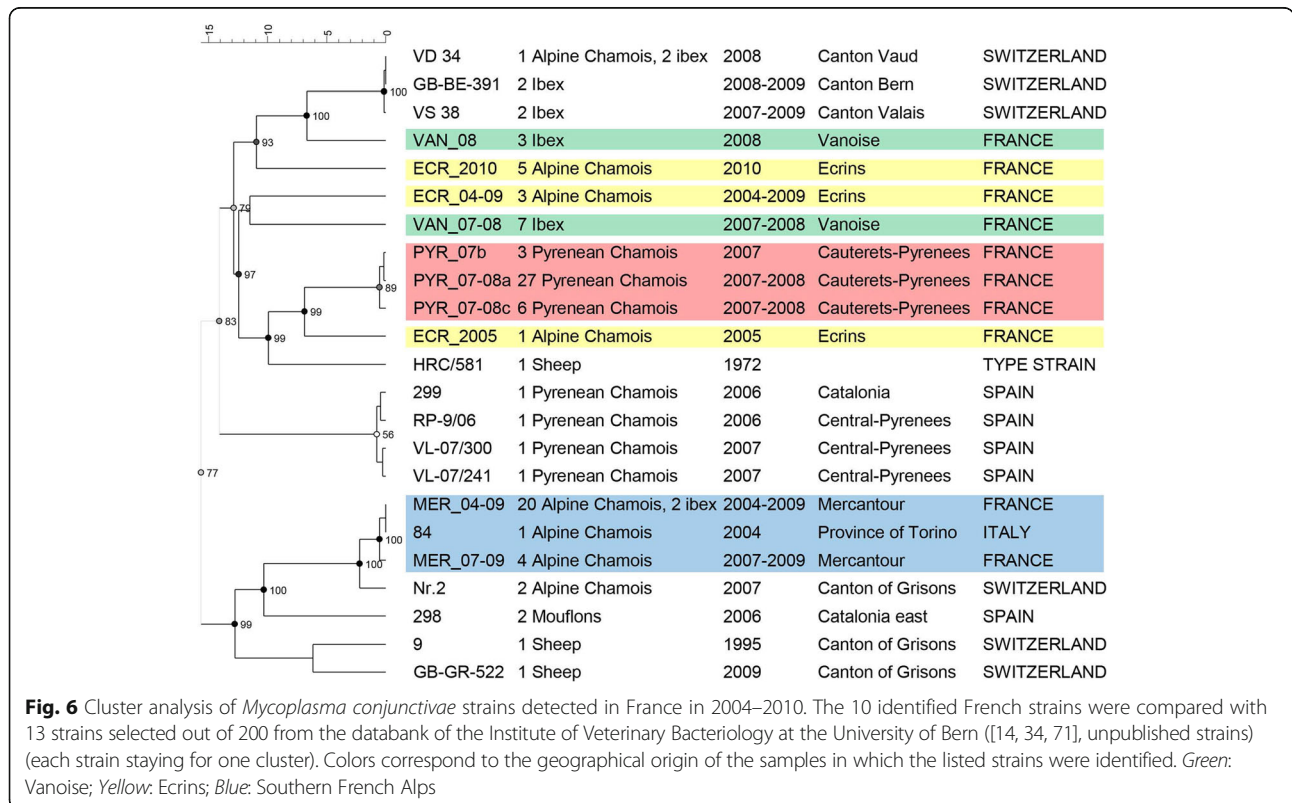 15 10 5 0
VD 34 1 Alpine Chamois, 2 ibex 2008 Canton Vaud SWITZERLAND
GB-BE-391 2 Ibex 2008-2009 Canton Bern SWITZERLAND
100
VS 38 2 Ibex 2007-2009 Canton Valais SWITZERLAND
100
VAN_08 3 Ibex 2008 Vanoise FRANCE
93
ECR_2010 5 Alpine Chamois 2010 Ecrins FRANCE
ECR_04-09 3 Alpine Chamois 2004-2009 Ecrins FRANCE
79
VAN_07-08 7 Ibex 2007-2008 Vanoise FRANCE
PYR_07b 3 Pyrenean Chamois 2007 Cauterets-Pyrenees FRANCE
97
PYR_07-08a 27 Pyrenean Chamois 2007-2008 Cauterets-Pyrenees FRANCE
89
PYR_07-08c 6 Pyrenean Chamois 2007-2008 Cauterets-Pyrenees FRANCE
99
83
ECR_2005 1 Alpine Chamois 2005 Ecrins FRANCE
99
HRC/581 1 Sheep 1972 TYPE STRAIN
299 1 Pyrenean Chamois 2006 Catalonia SPAIN
RP-9/06 1 Pyrenean Chamois 2006 Central-Pyrenees SPAIN
56
VL-07/300 1 Pyrenean Chamois 2007 Central-Pyrenees SPAIN
77
VL-07/241 1 Pyrenean Chamois 2007 Central-Pyrenees SPAIN
MER_04-09 20 Alpine Chamois, 2 ibex 2004-2009 Mercantour FRANCE
84 1 Alpine Chamois 2004 Province of Torino ITALY
100
MER_07-09 4 Alpine Chamois 2007-2009 Mercantour FRANCE
100
Nr.2 2 Alpine Chamois 2007 Canton of Grisons SWITZERLAND
100
298 2 Mouflons 2006 Catalonia east SPAIN
99
9 1 Sheep 1995 Canton of Grisons SWITZERLAND
GB-GR-522 1 Sheep 2009 Canton of Grisons SWITZERLAND
Fig. 6 Cluster analysis of Mycoplasma conjunctivae strains detected in France in 2004–2010. The 10 identified French strains were compared with
13 strains selected out of 200 from the databank of the Institute of Veterinary Bacteriology at the University of Bern ([14, 34, 71], unpublished strains)
(each strain staying for one cluster). Colors correspond to the geographical origin of the samples in which the listed strains were identified. Green:
Vanoise; Yellow: Ecrins; Blue: Southern French Alps